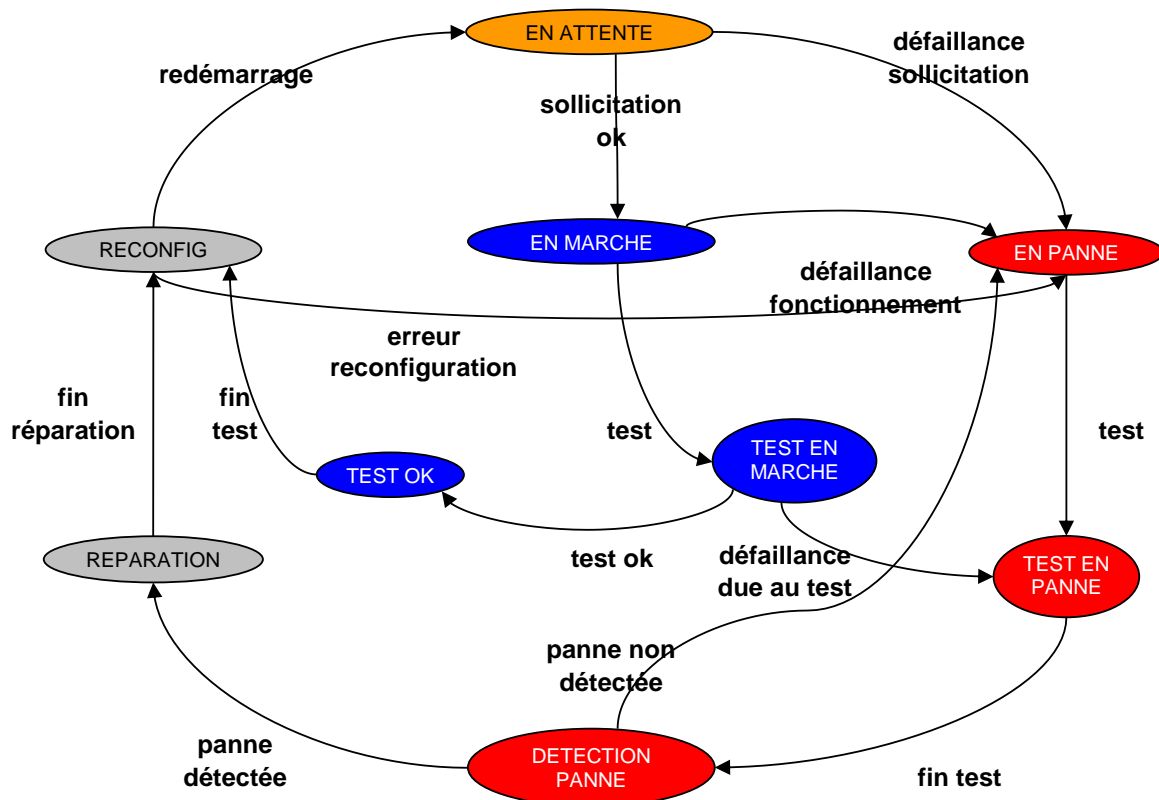 EN ATTENTE
défaillance
sollicitation
redémarrage
sollicitation
ok
RECONFIG
EN MARCHE
EN PANNE
défaillance
fonctionnement
erreur
reconfiguration
fin
réparation
fin
test
test
test
TEST EN
MARCHE
TEST OK
REPARATION
test ok
défaillance
due au test
TEST EN
PANNE
panne non
détectée
panne
détectée
DETECTION
PANNE
fin test